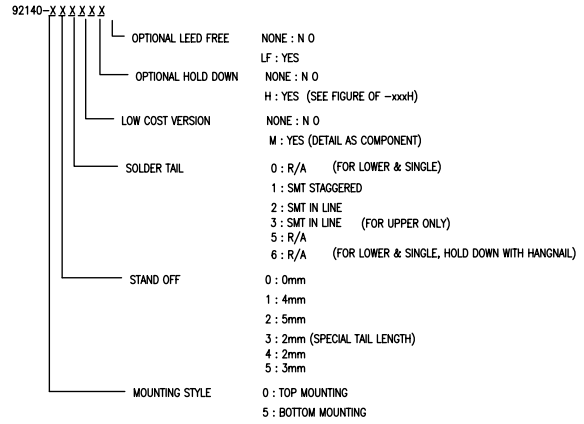 92140-X X X X X
OPTIONAL LEED FREE NONE : N O
LF : YES
OPTIONAL HOLD DOWN NONE : N O
H : YES (SEE FIGURE OF -xxxH)
LOW COST VERSION NONE : N O
M : YES (DETAIL AS COMPONENT)
SOLDER TAIL 0 : R/A (FOR LOWER & SINGLE)
1 : SMT STAGGERED
2 : SMT IN LINE
3 : SMT IN LINE (FOR UPPER ONLY)
5 : R/A
6 : R/A (FOR LOWER & SINGLE, HOLD DOWN WITH HANGNAIL)
STAND OFF 0 : 0mm
1 : 4mm
2 : 5mm
3 : 2mm (SPECIAL TAIL LENGTH)
4 : 2mm
5 : 3mm
MOUNTING STYLE 0 : TOP MOUNTING
5 : BOTTOM MOUNTING